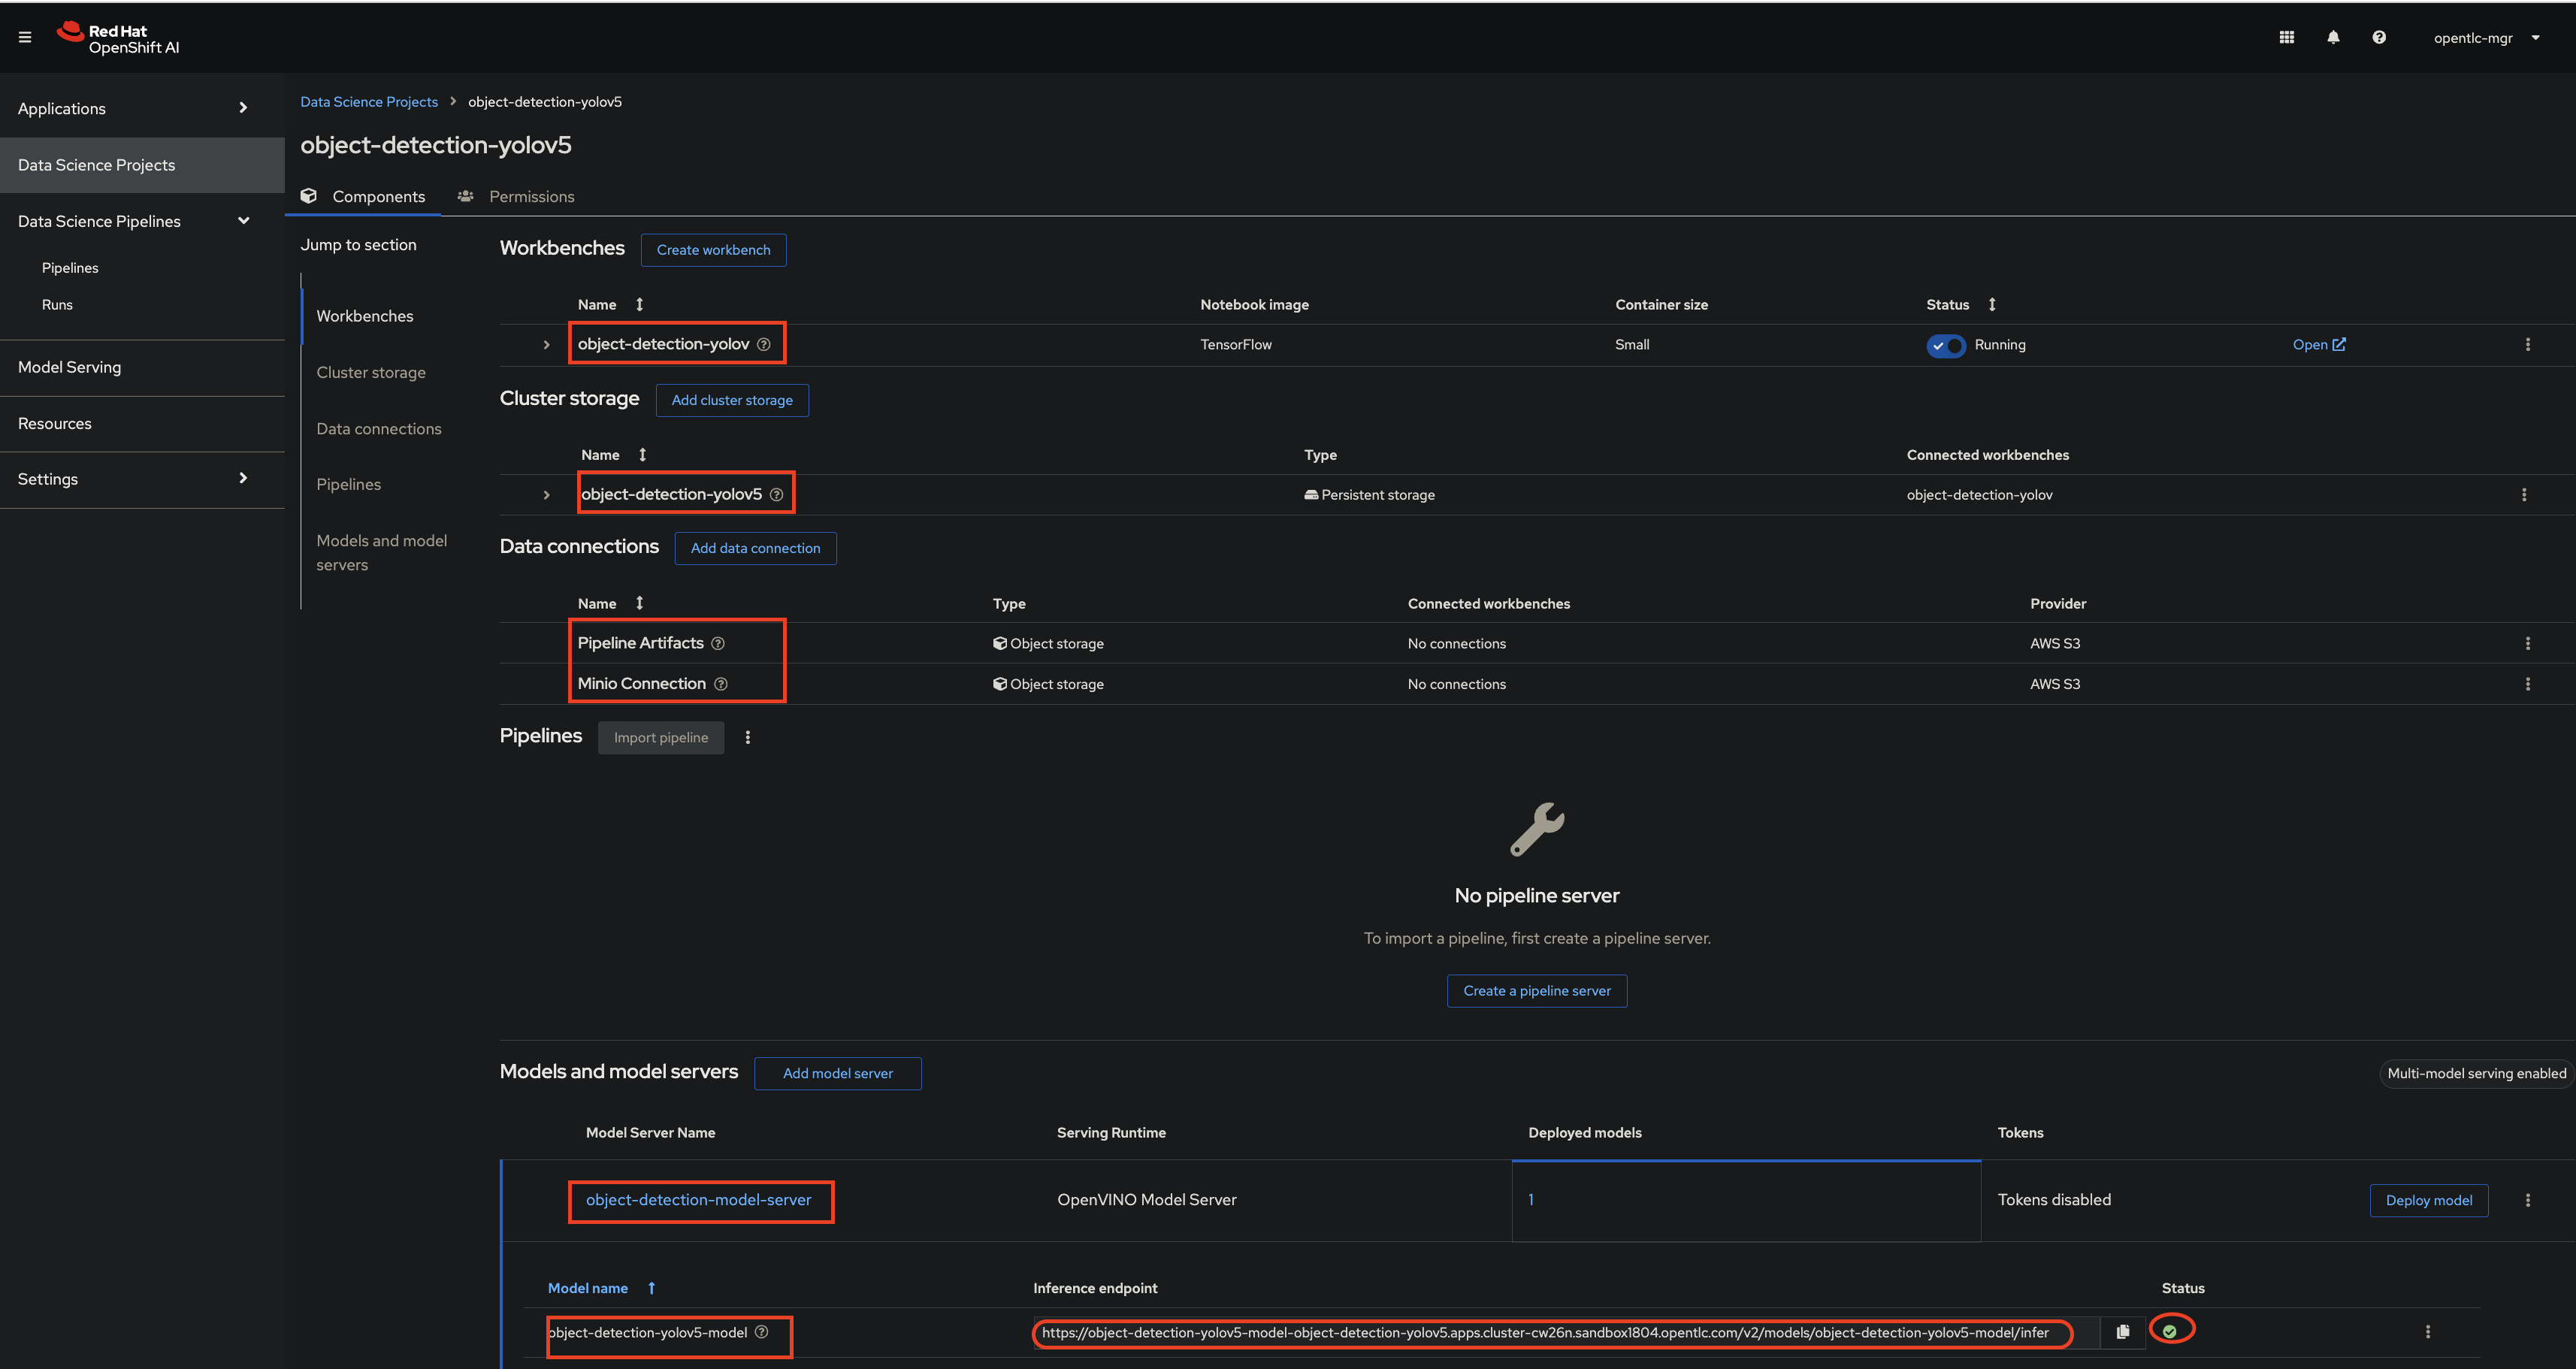 Red Hat
OpenShift AI
opentlc-mgr
Applications
Data Science Projects
Data Science Pipelines
Pipelines
Runs
Model Serving
Resources
Settings
Data Science Projects > object-detection-yolov5
object-detection-yolov5
Components Permissions
Jump to section
Workbenches
Cluster storage
Data connections
Pipelines
Models and model
servers
Workbenches Create workbench
Name Notebook image Container size Status
object-detection-yolov TensorFlow Small Running Open
Cluster storage Add cluster storage
Name Type Connected workbenches
object-detection-yolov5 Persistent storage object-detection-yolov
Data connections Add data connection
Name Type Connected workbenches Provider
Pipeline Artifacts Object storage No connections AWS S3
Minio Connection Object storage No connections AWS S3
Pipelines Import pipeline
No pipeline server
To import a pipeline, first create a pipeline server.
Create a pipeline server
Models and model servers Add model server Multi-model serving enabled
Model Server Name Serving Runtime Deployed models Tokens
object-detection-model-server OpenVINO Model Server 1 Tokens disabled Deploy model
Model name Inference endpoint Status
object-detection-yolov5-model https://object-detection-yolov5-model-object-detection-yolov5.apps.cluster-cw26n.sandbox1804.opentlc.com/v2/models/object-detection-yolov5-model/infer